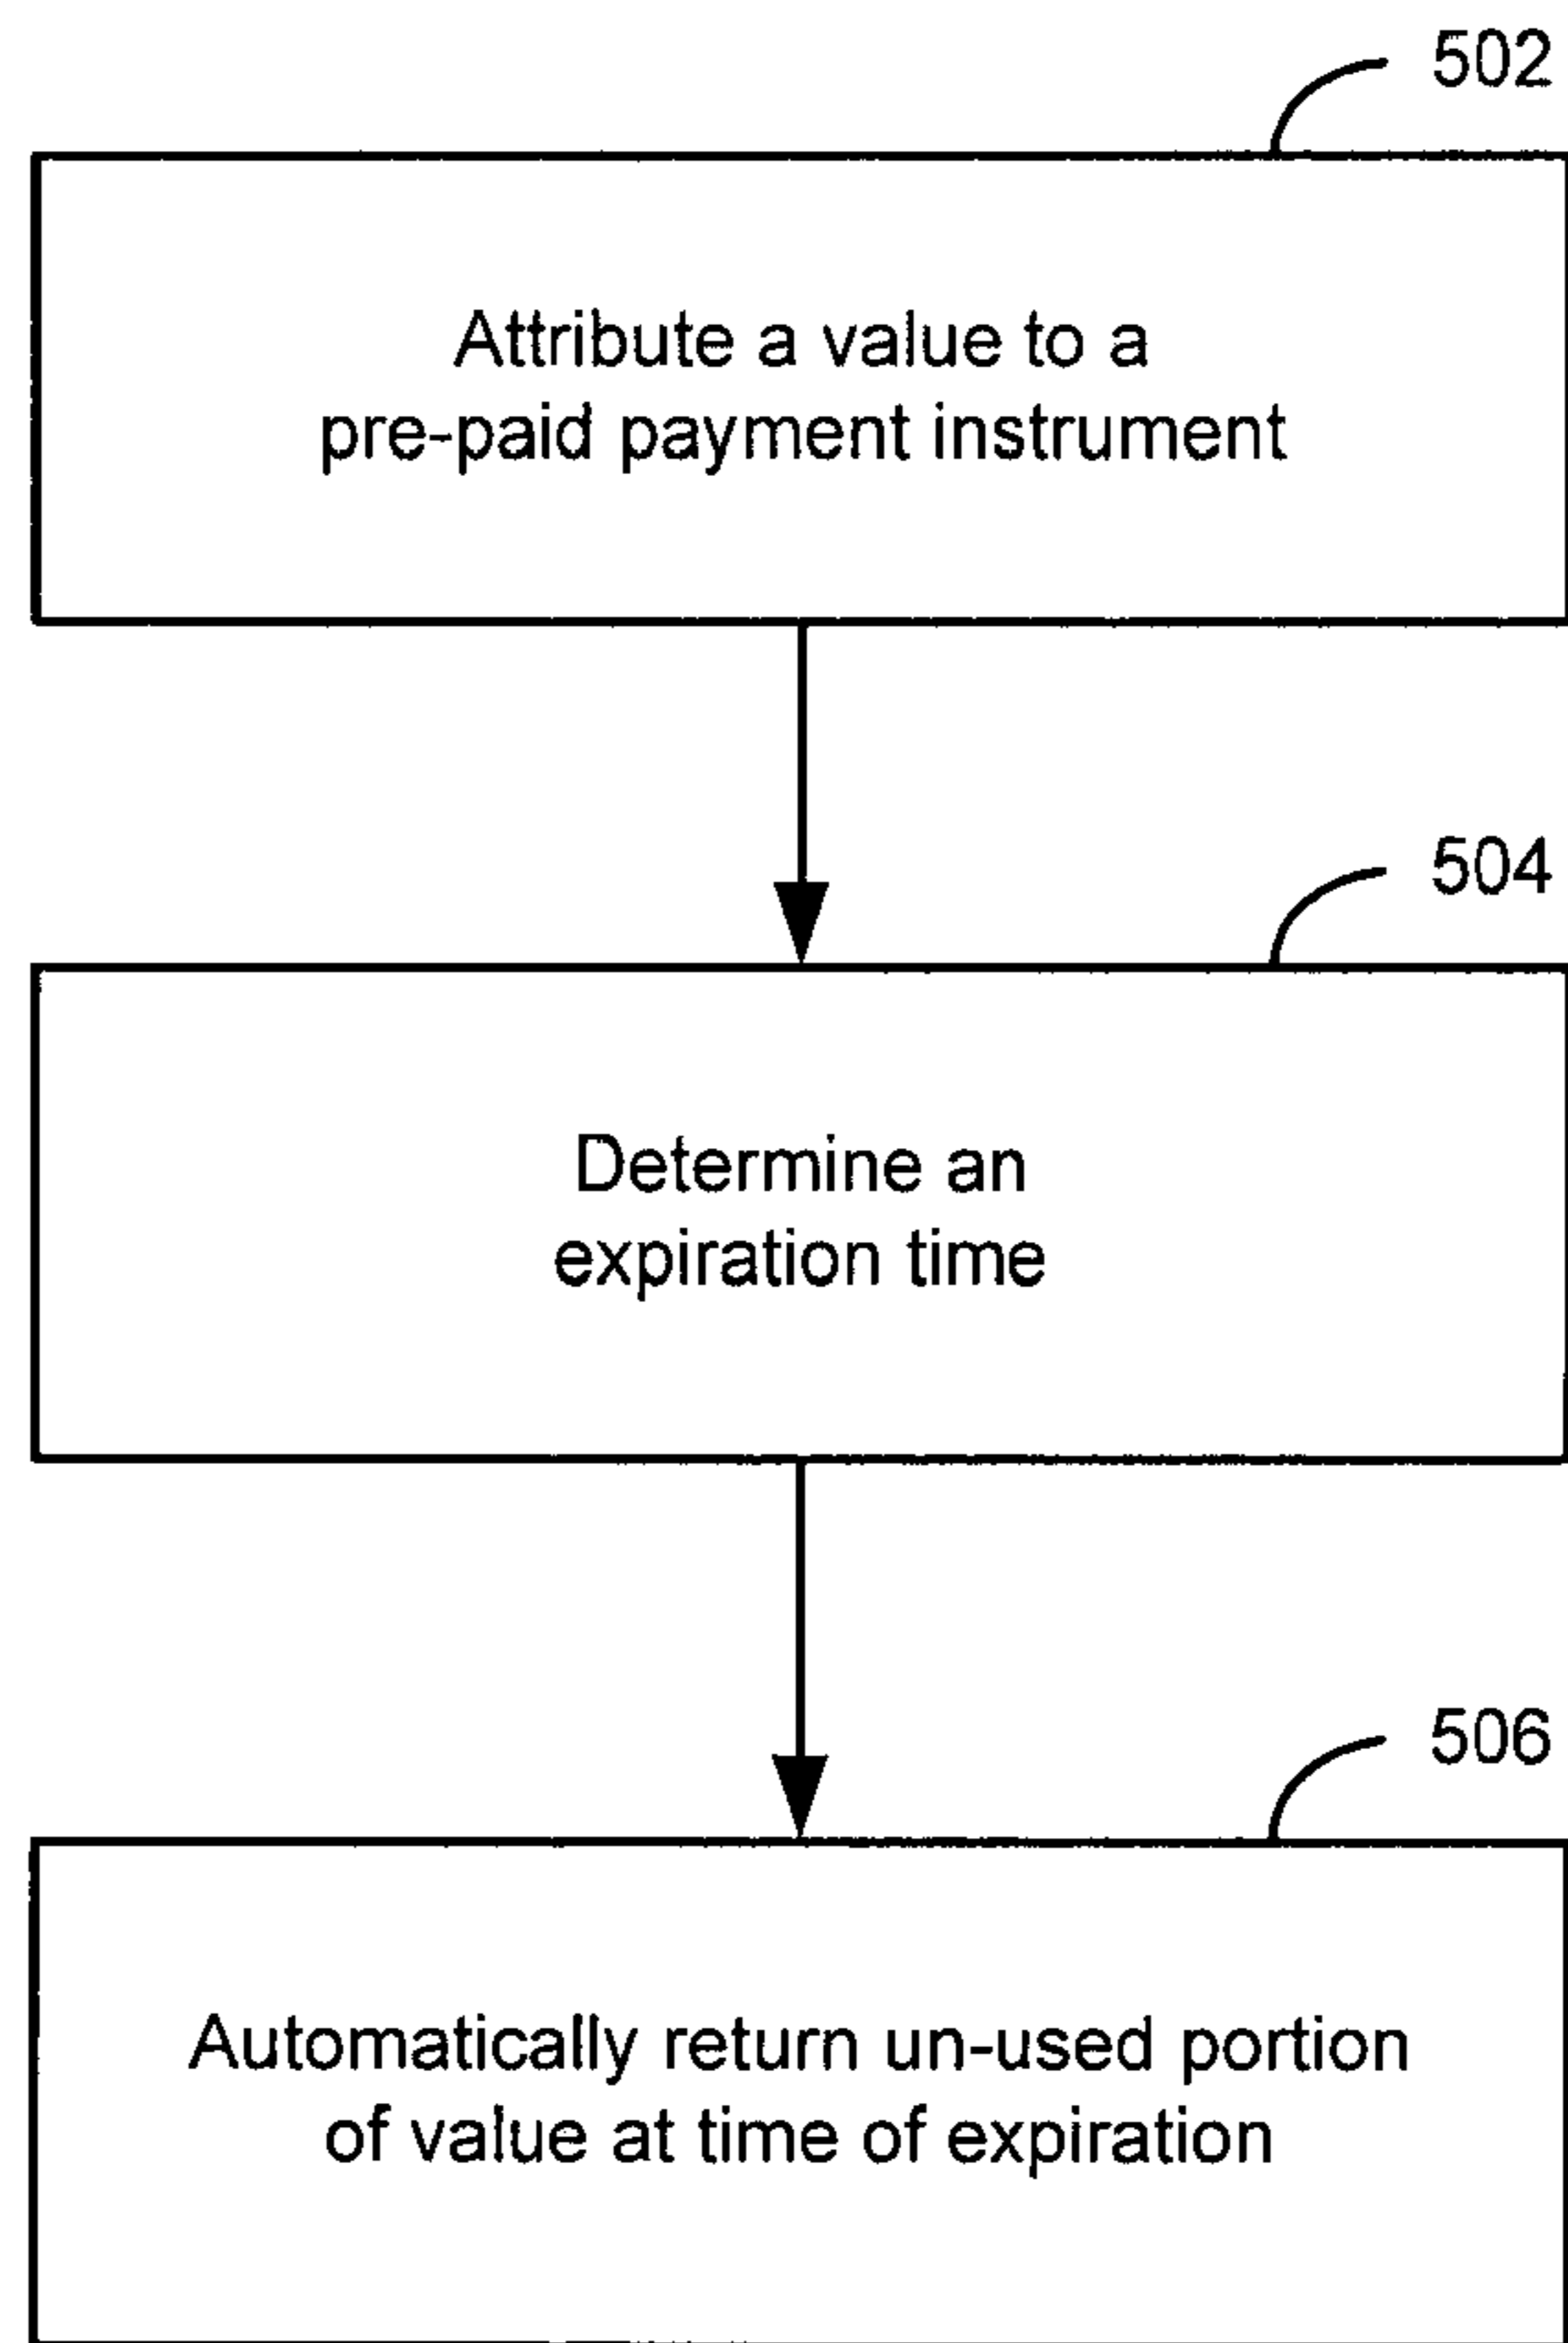 502
Attribute a value to a
pre-paid payment instrument
504
Determine an
expiration time
506
Automatically return un-used portion
of value at time of expiration